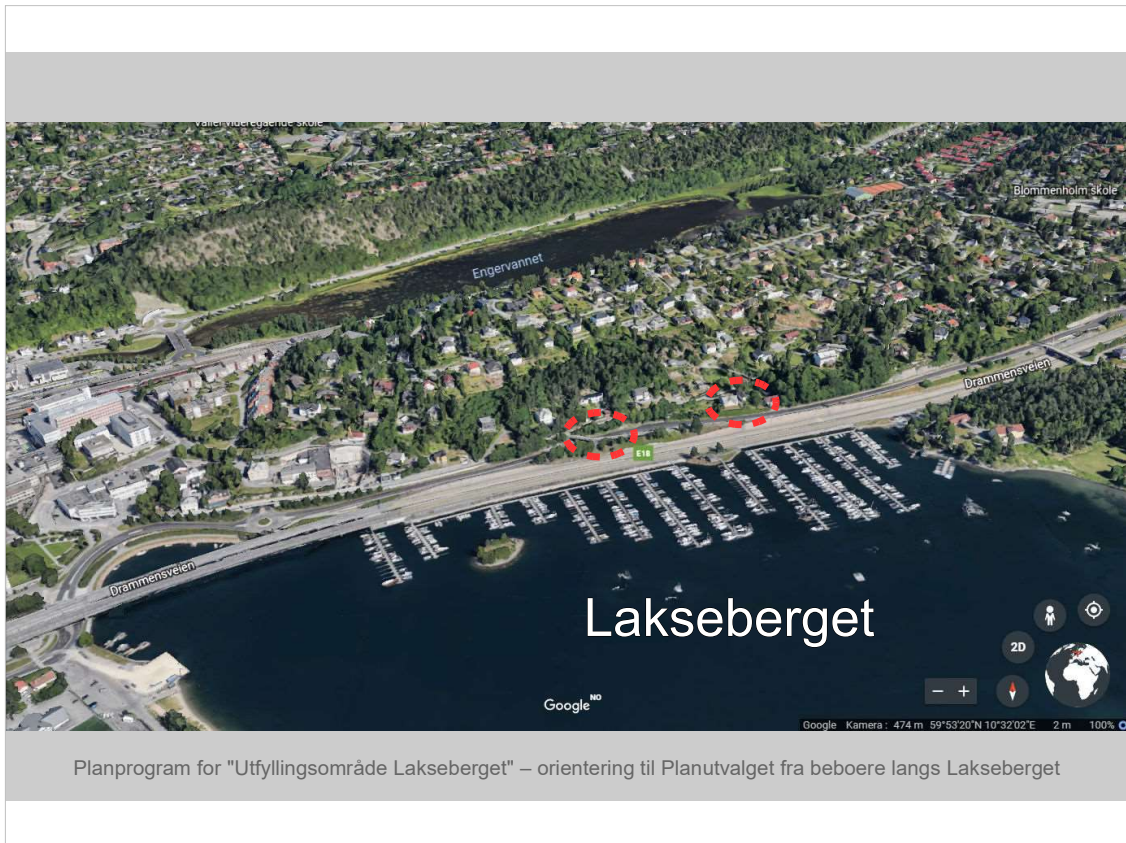 Valler videregående skole
Blommenholm skole
Engervannet
Drammensveien
E18
Drammensveien
Lakseberget
2D
Google NO
Google Kamera : 474 m 59°53'20"N 10°32'02"E 2 m 100%
Planprogram for "Utfyllingsområde Lakseberget" – orientering til Planutvalget fra beboere langs Lakseberget